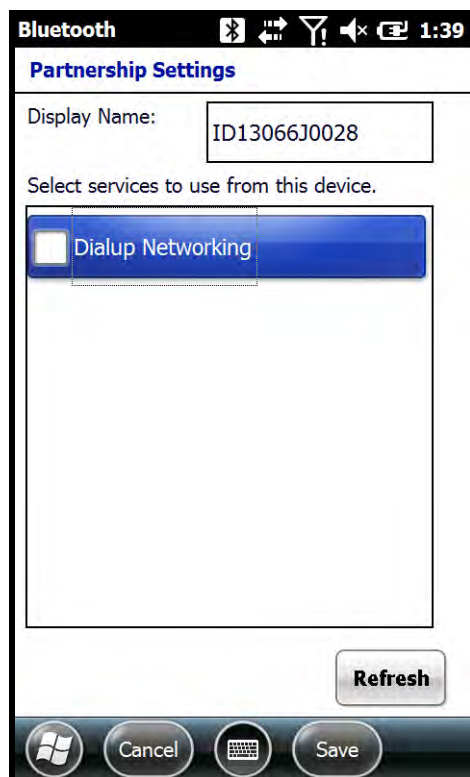 Bluetooth 1:39
Partnership Settings
Display Name:
ID13066J0028
Select services to use from this device.
Dialup Networking
Refresh
Cancel Save